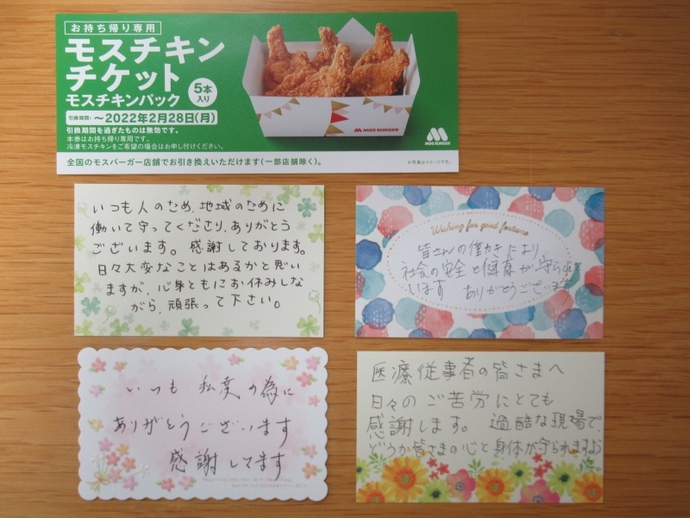 お持ち帰り専用
モスチキン
チケット
モスチキンパック
5本
入り
引換期間:～2022年2月28日(月)
引換期間を過ぎたものは無効です。
本券はお持ち帰り専用です。
冷凍モスチキンをご希望の場合はお申し付けください。
全国のモスバーガー店舗でお引き換えいただけます(一部店舗除く)。
MOS BURGER
※写真はイメージです。
いつも人のため、地域のために
働いて守ってくださり、ありがとう
ございます。感謝しております。
日々大変なことはあるかと思い
ますが、心身ともにお休みしな
がら、頑張って下さい。
Wishing for good fortune
皆さんの働きにより
社会の安全と健康が守られ
います ありがとうございます
いつも 私達の為に
ありがとうございます
感謝してます
医療従事者の皆さまへ
日々のご苦労にとても
感謝します。過酷な現場で、
どうか皆さまの心と身体が守られますよう